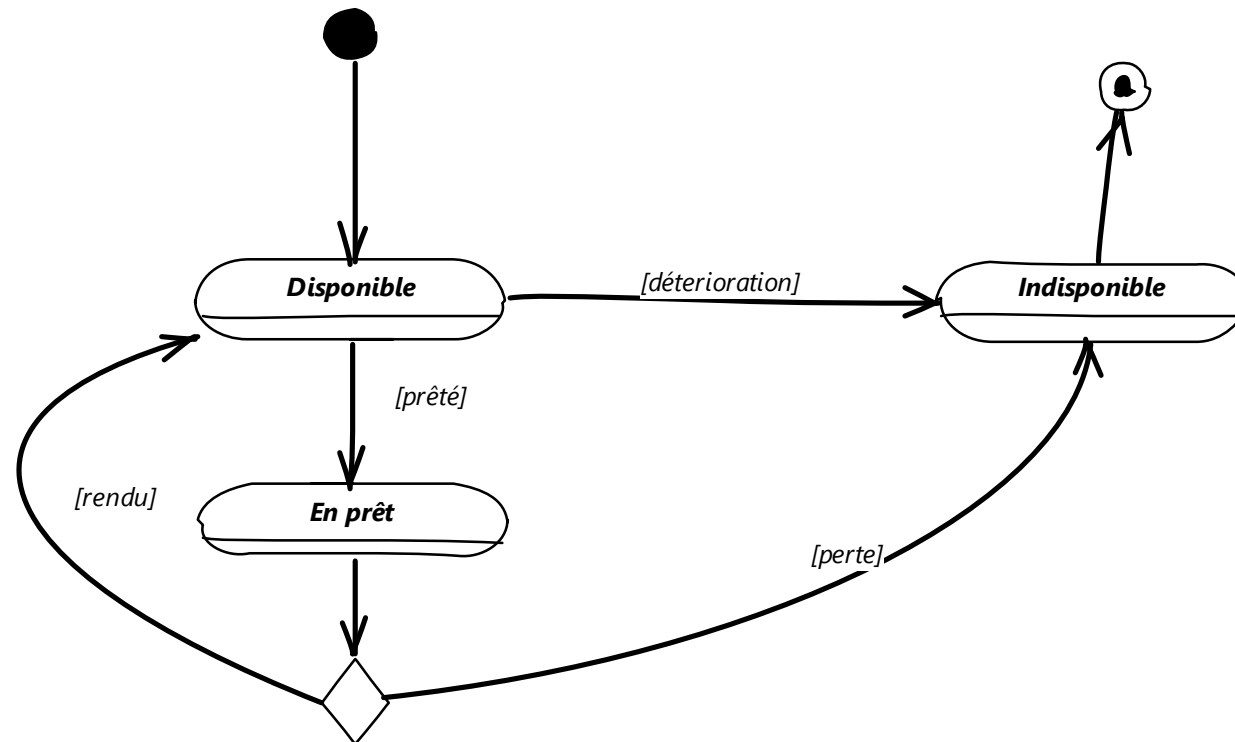 Disponible
[déterioration]
Indisponible
[prêté]
[rendu]
En prêt
[perte]